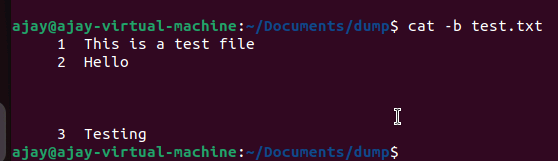 ajay@ajay-virtual-machine:~/Documents/dump$ cat -b test.txt
1 This is a test file
2 Hello
3 Testing
ajay@ajay-virtual-machine:~/Documents/dump$